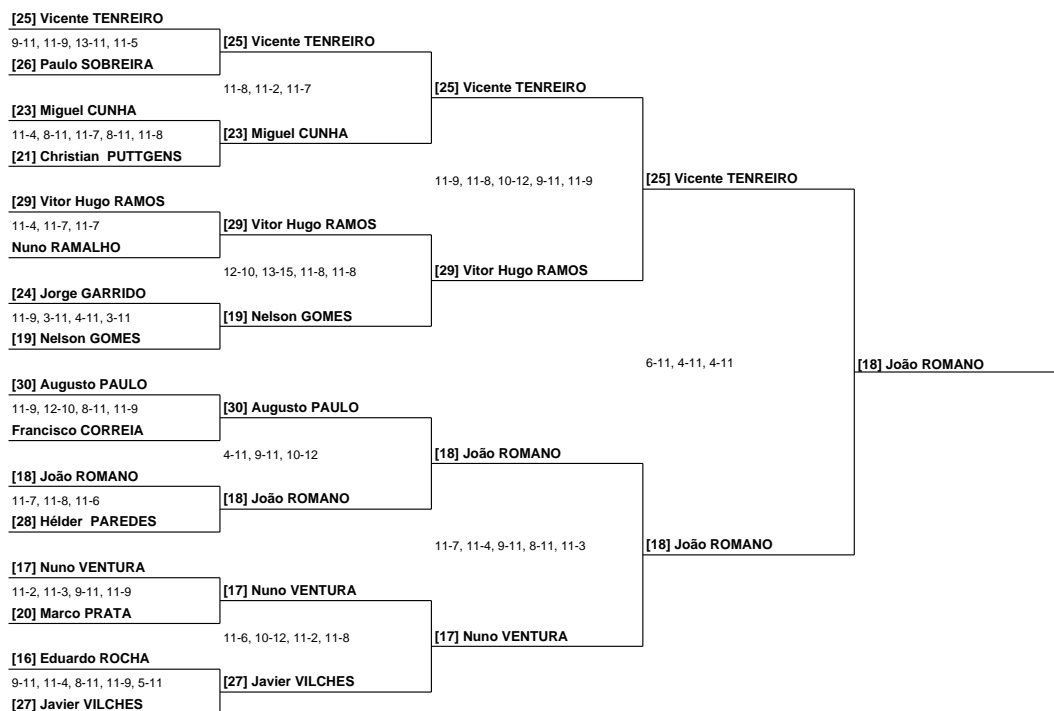 [25] Vicente TENREIRO
9-11, 11-9, 13-11, 11-5
[26] Paulo SOBREIRA
[23] Miguel CUNHA
11-4, 8-11, 11-7, 8-11, 11-8
[21] Christian  PUTTGENS
[29] Vitor Hugo RAMOS
11-4, 11-7, 11-7
Nuno RAMALHO
[24] Jorge GARRIDO
11-9, 3-11, 4-11, 3-11
[19] Nelson GOMES
[30] Augusto PAULO
11-9, 12-10, 8-11, 11-9
Francisco CORREIA
[18] João ROMANO
11-7, 11-8, 11-6
[28] Hélder  PAREDES
[17] Nuno VENTURA
11-2, 11-3, 9-11, 11-9
[20] Marco PRATA
[16] Eduardo ROCHA
9-11, 11-4, 8-11, 11-9, 5-11
[27] Javier VILCHES
[25] Vicente TENREIRO
11-8, 11-2, 11-7
[23] Miguel CUNHA
[29] Vitor Hugo RAMOS
12-10, 13-15, 11-8, 11-8
[19] Nelson GOMES
[30] Augusto PAULO
4-11, 9-11, 10-12
[18] João ROMANO
[17] Nuno VENTURA
11-6, 10-12, 11-2, 11-8
[27] Javier VILCHES
[25] Vicente TENREIRO
11-9, 11-8, 10-12, 9-11, 11-9
[29] Vitor Hugo RAMOS
[18] João ROMANO
11-7, 11-4, 9-11, 8-11, 11-3
[17] Nuno VENTURA
[25] Vicente TENREIRO
6-11, 4-11, 4-11
[18] João ROMANO
[18] João ROMANO